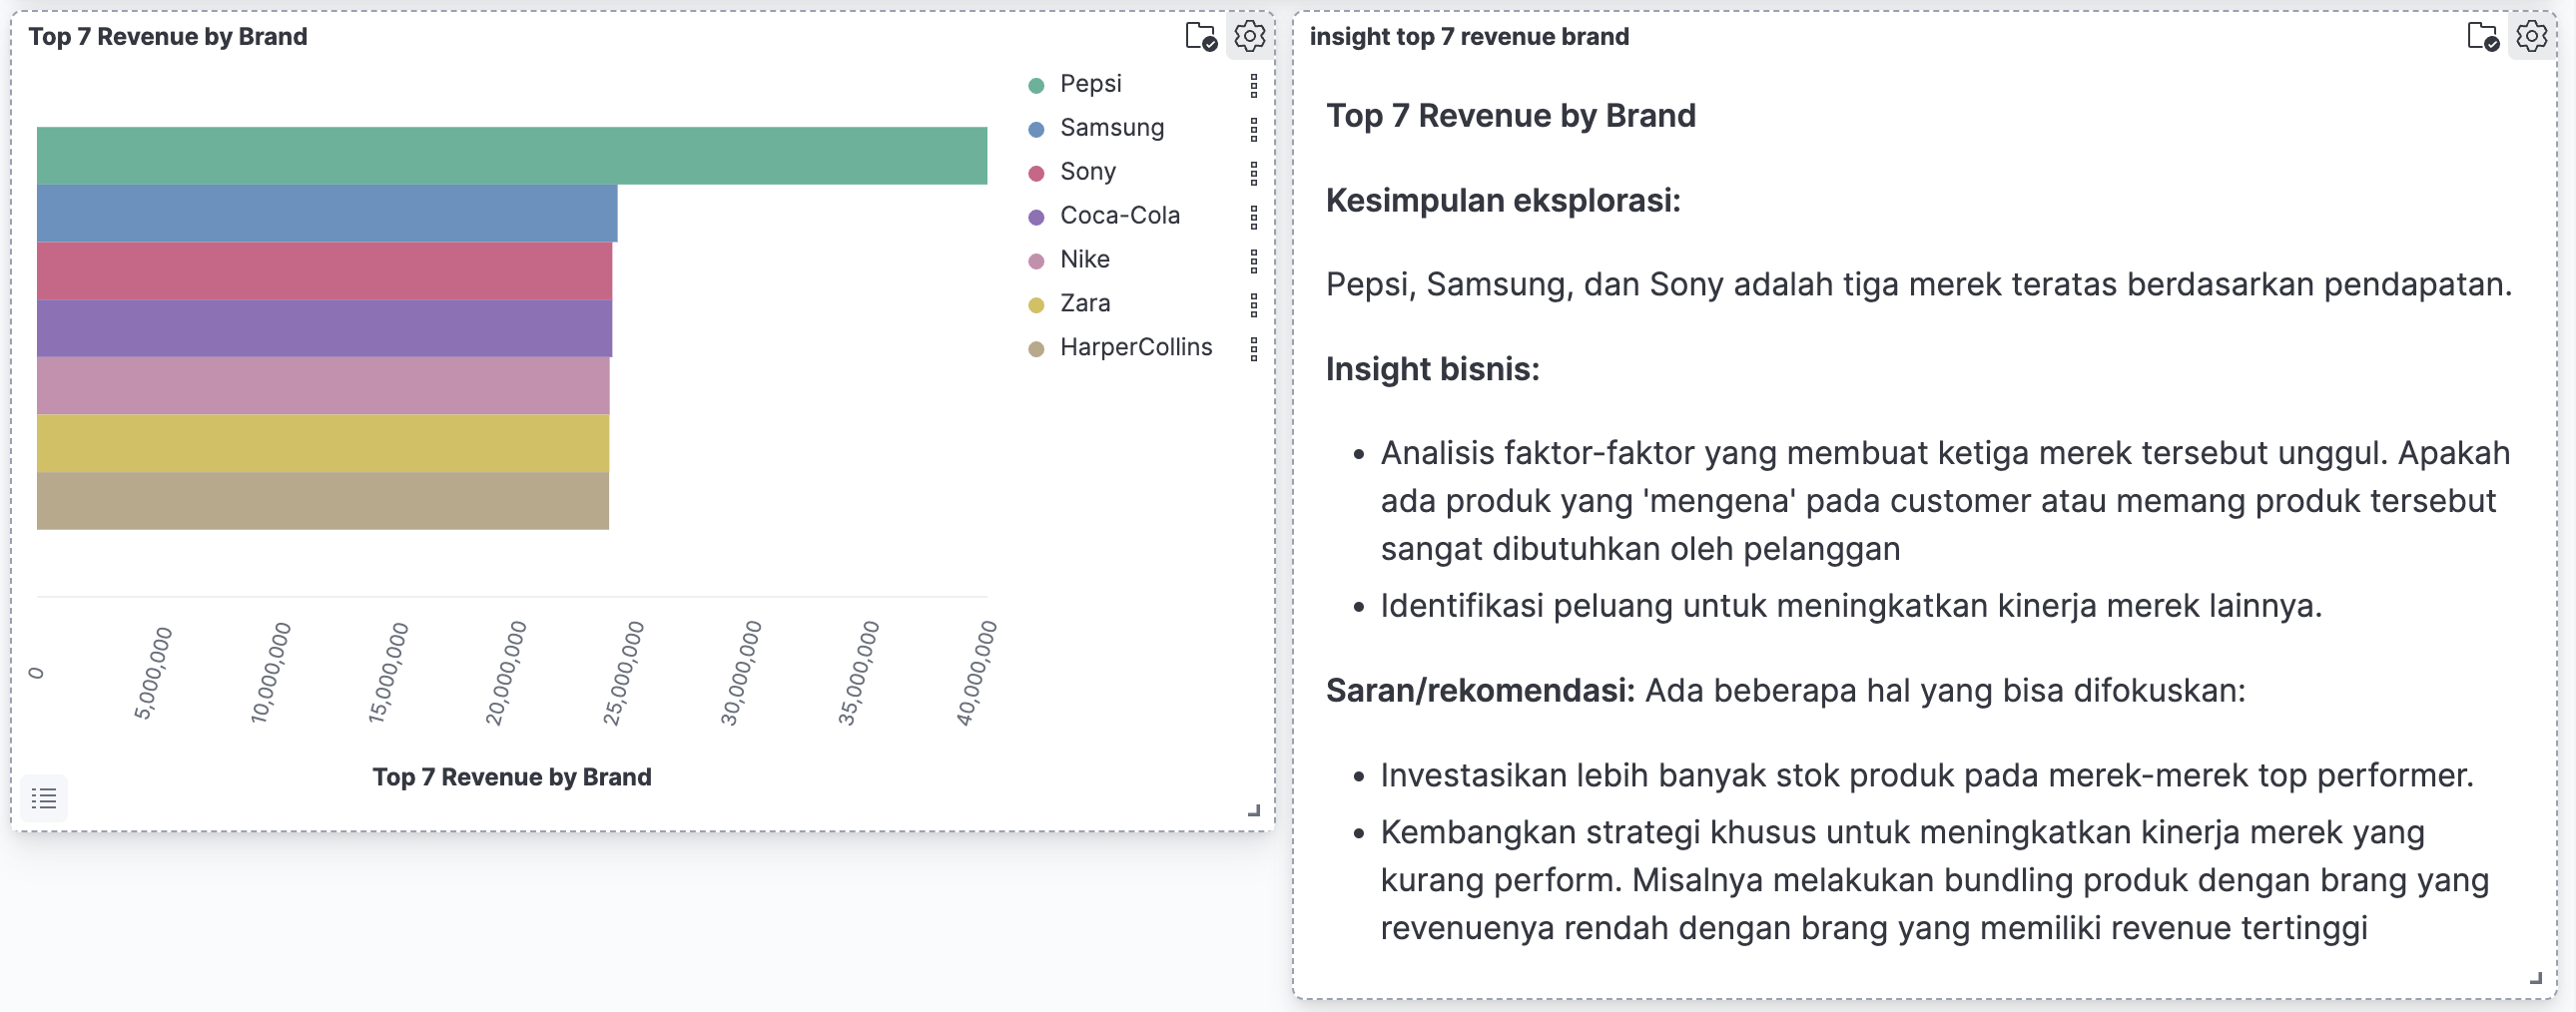 Top 7 Revenue by Brand
Pepsi
Samsung
Sony
Coca-Cola
Nike
Zara
HarperCollins
0
5,000,000
10,000,000
15,000,000
20,000,000
25,000,000
30,000,000
35,000,000
40,000,000
Top 7 Revenue by Brand
insight top 7 revenue brand
Top 7 Revenue by Brand
Kesimpulan eksplorasi:
Pepsi, Samsung, dan Sony adalah tiga merek teratas berdasarkan pendapatan.
Insight bisnis:
• Analisis faktor-faktor yang membuat ketiga merek tersebut unggul. Apakah
ada produk yang 'mengena' pada customer atau memang produk tersebut
sangat dibutuhkan oleh pelanggan
• Identifikasi peluang untuk meningkatkan kinerja merek lainnya.
Saran/rekomendasi: Ada beberapa hal yang bisa difokuskan:
• Investasikan lebih banyak stok produk pada merek-merek top performer.
• Kembangkan strategi khusus untuk meningkatkan kinerja merek yang
kurang perform. Misalnya melakukan bundling produk dengan brang yang
revenuenya rendah dengan brang yang memiliki revenue tertinggi